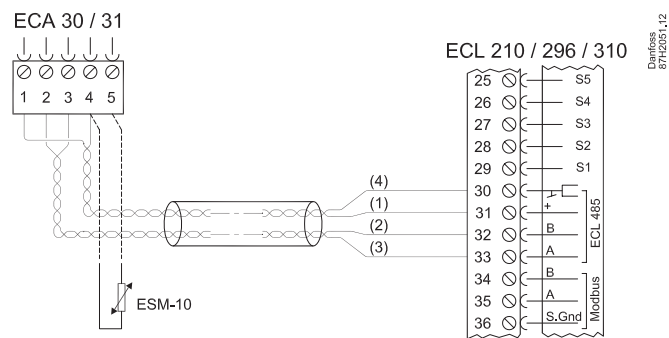 ECA 30 / 31
1 2 3 4 5
ESM-10
(4)
(1)
(2)
(3)
ECL 210 / 296 / 310
25 S5
26 S4
27 S3
28 S2
29 S1
30
31 +
32 B
33 A
ECL 485
34 B
35 A
36 S.Gnd
Modbus
Danfoss
87H2051.12